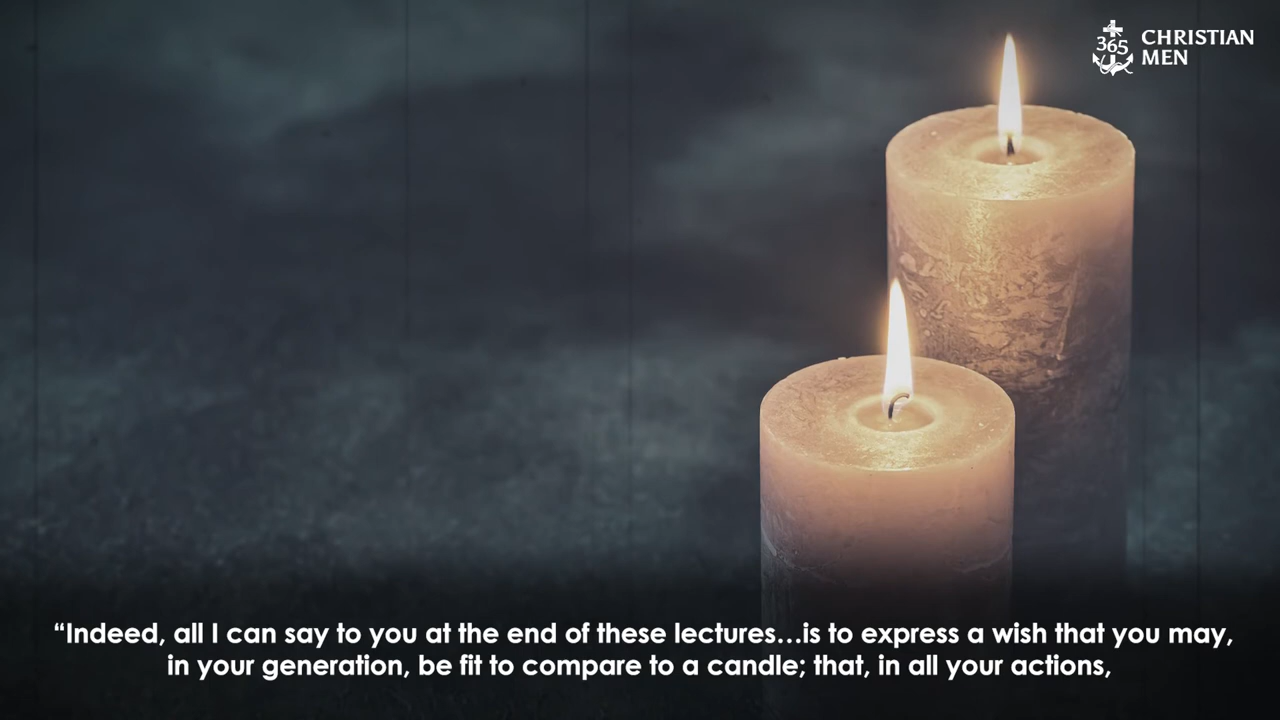 365
CHRISTIAN
MEN
“Indeed, all I can say to you at the end of these lectures...is to express a wish that you may,
in your generation, be fit to compare to a candle; that, in all your actions,